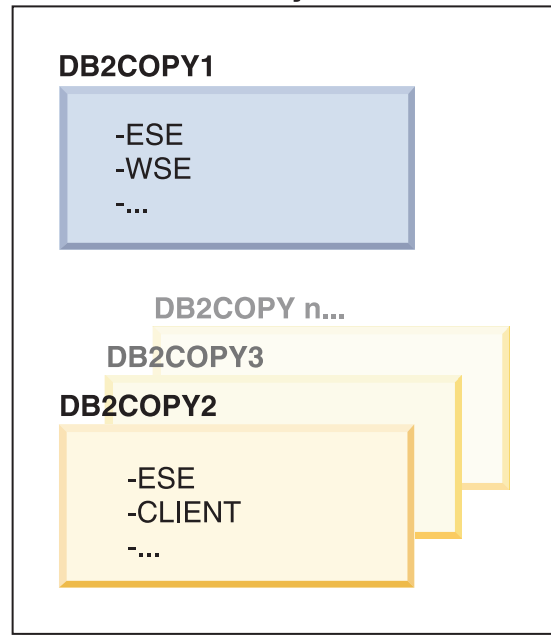 DB2COPY1
-ESE
-WSE
-...
DB2COPY n...
DB2COPY3
DB2COPY2
-ESE
-CLIENT
-...